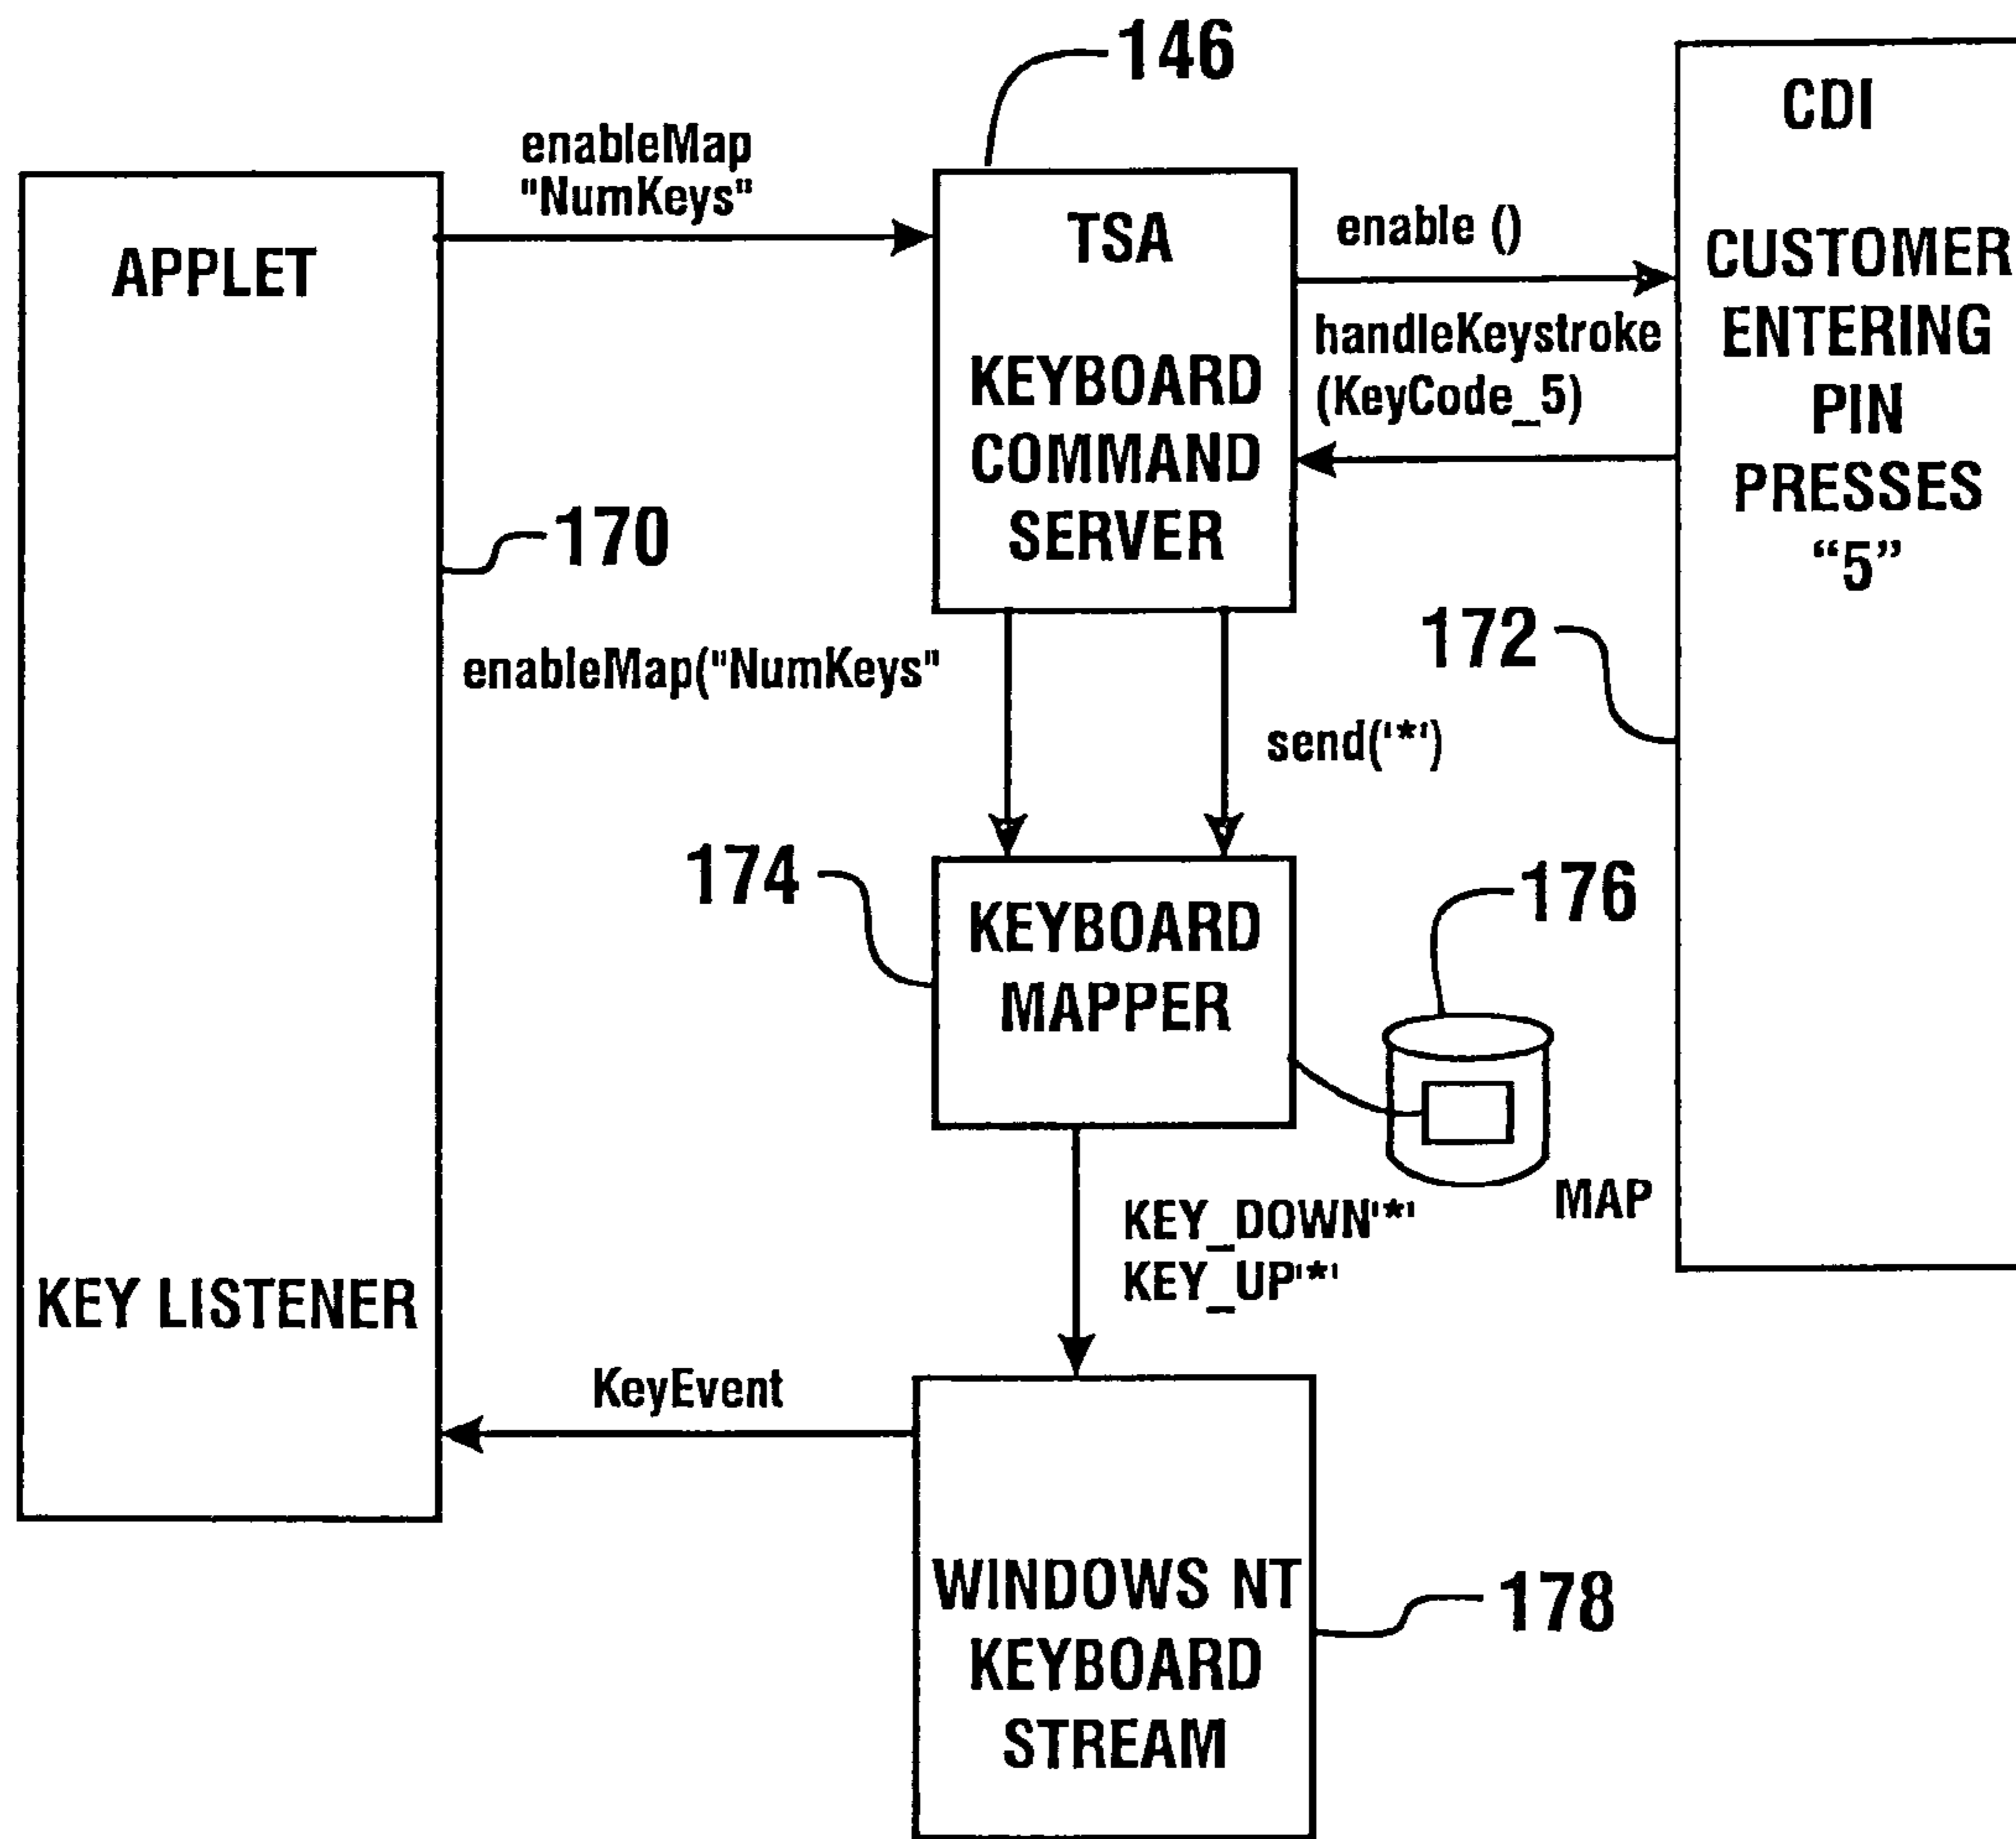 146
CDI
enableMap
"NumKeys"
APPLET
TSA
enable ()
CUSTOMER
ENTERING
PIN
PRESSES
“5”
handleKeystroke
(KeyCode_5)
KEYBOARD
COMMAND
SERVER
170
172
enableMap("NumKeys"
send('*')
174
KEYBOARD
MAPPER
176
MAP
KEY_DOWN'*'
KEY_UP'*'
KEY LISTENER
KeyEvent
WINDOWS NT
KEYBOARD
STREAM
178